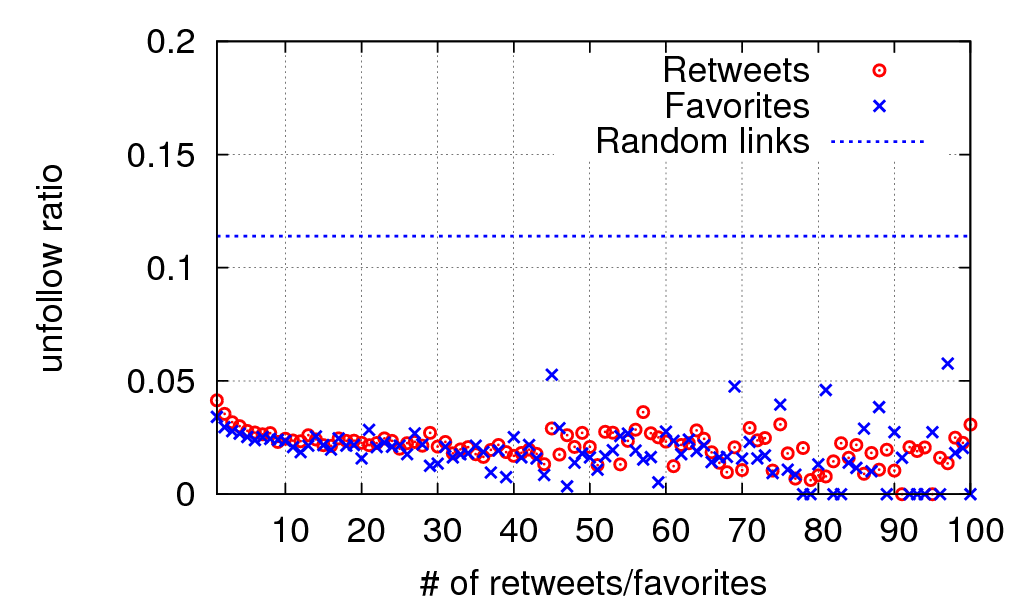 0.2
0.15
0.1
0.05
0
unfollow ratio
Retweets
Favorites
Random links
10 20 30 40 50 60 70 80 90 100
# of retweets/favorites